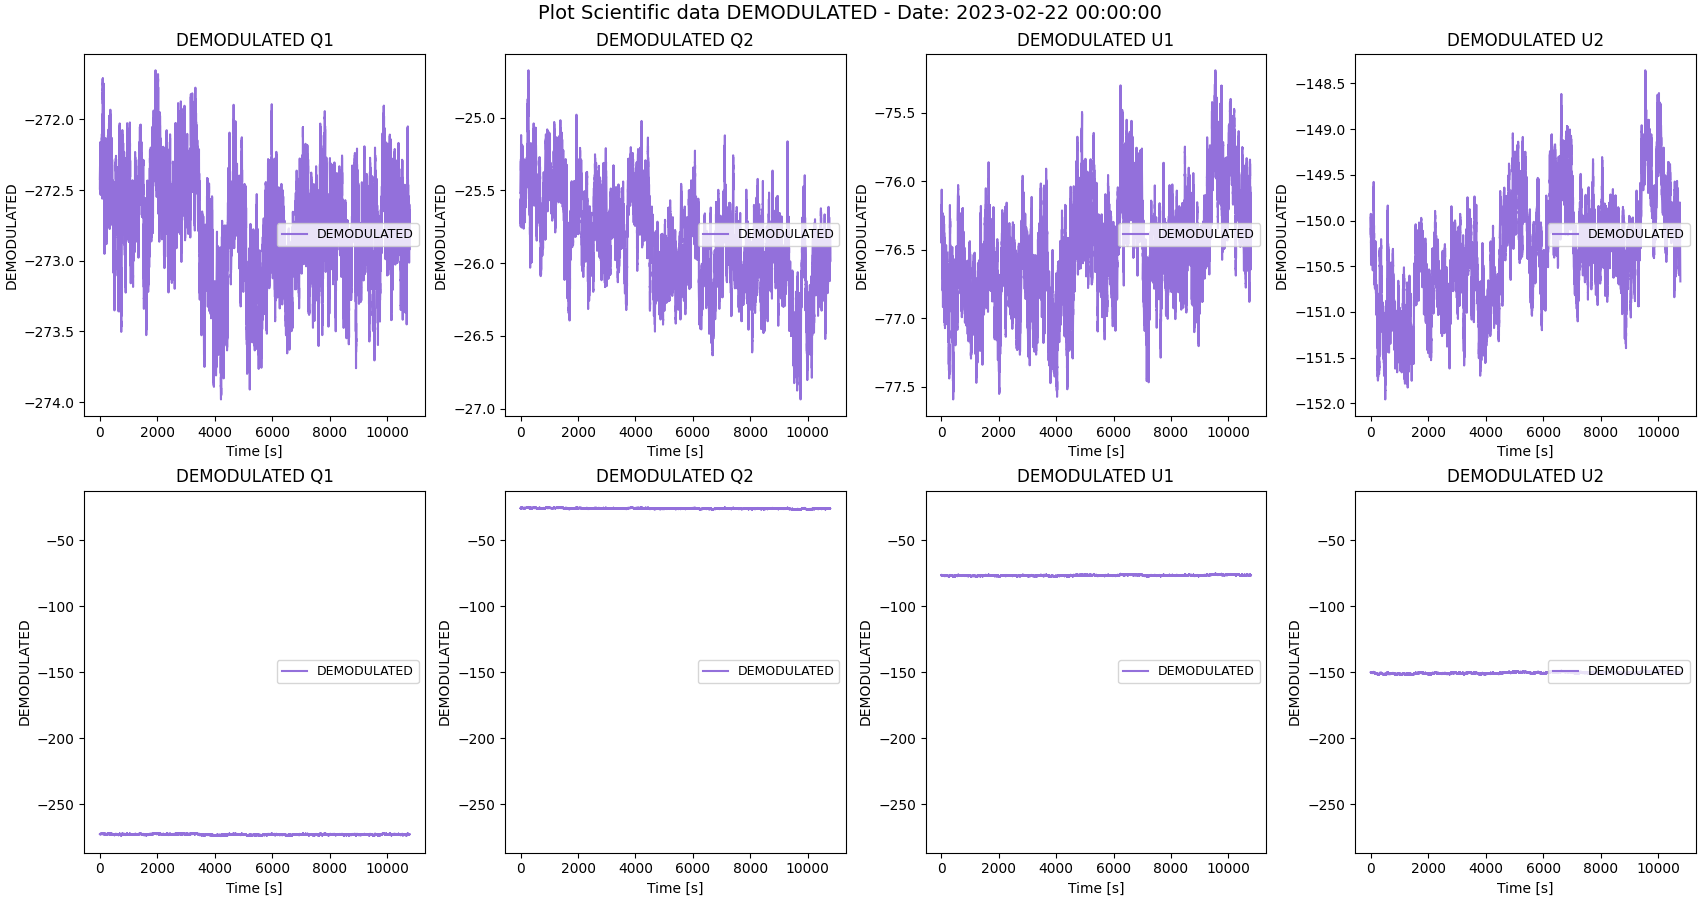 Plot Scientific data DEMODULATED - Date: 2023-02-22 00:00:00
DEMODULATED Q1
DEMODULATED
−272.0
−272.5
−273.0
−273.5
−274.0
0 2000 4000 6000 8000 10000
Time [s]
DEMODULATED
DEMODULATED Q2
DEMODULATED
−25.0
−25.5
−26.0
−26.5
−27.0
0 2000 4000 6000 8000 10000
Time [s]
DEMODULATED
DEMODULATED U1
DEMODULATED
−75.5
−76.0
−76.5
−77.0
−77.5
0 2000 4000 6000 8000 10000
Time [s]
DEMODULATED
DEMODULATED U2
DEMODULATED
−148.5
−149.0
−149.5
−150.0
−150.5
−151.0
−151.5
−152.0
0 2000 4000 6000 8000 10000
Time [s]
DEMODULATED
DEMODULATED Q1
DEMODULATED
−50
−100
−150
−200
−250
0 2000 4000 6000 8000 10000
Time [s]
DEMODULATED
DEMODULATED Q2
DEMODULATED
−50
−100
−150
−200
−250
0 2000 4000 6000 8000 10000
Time [s]
DEMODULATED
DEMODULATED U1
DEMODULATED
−50
−100
−150
−200
−250
0 2000 4000 6000 8000 10000
Time [s]
DEMODULATED
DEMODULATED U2
DEMODULATED
−50
−100
−150
−200
−250
0 2000 4000 6000 8000 10000
Time [s]
DEMODULATED